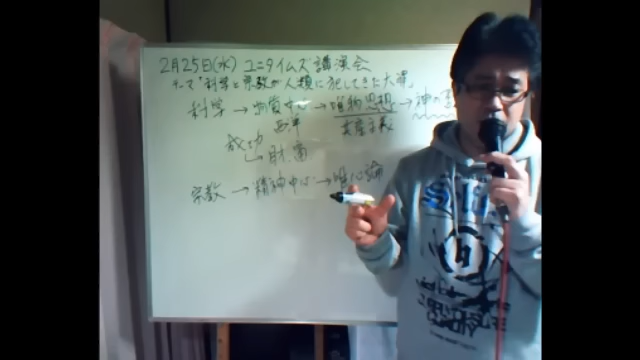 2月25日(水) ユニタイムズ 講演会
テーマ「科学と宗教が人類に犯してきた大罪
科学 → 物質中心 → 唯物思想 → 神の
西洋
共産主義
成功
財、富
宗教 → 精神中心 → 唯心論